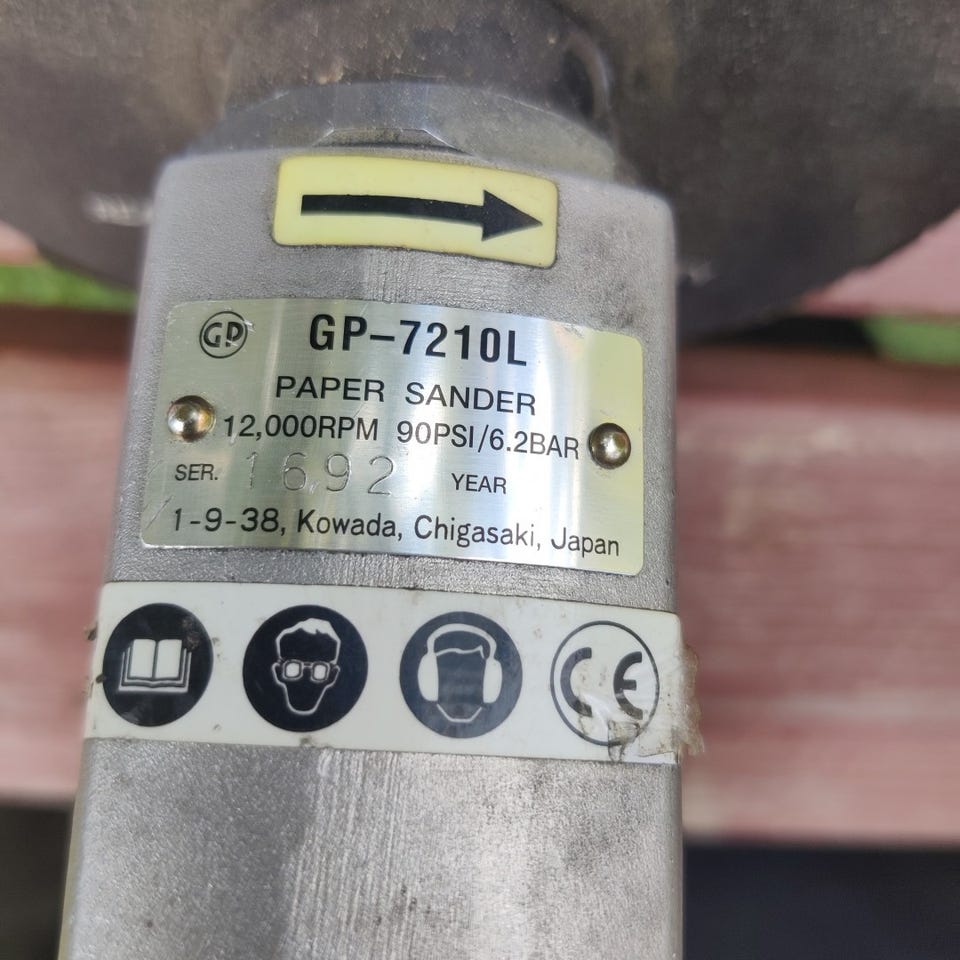 GP GP-7210L
PAPER SANDER
12,000RPM 90PSI/6.2BAR
SER. 1692 YEAR
1-9-38, Kowada, Chigasaki, Japan
CE